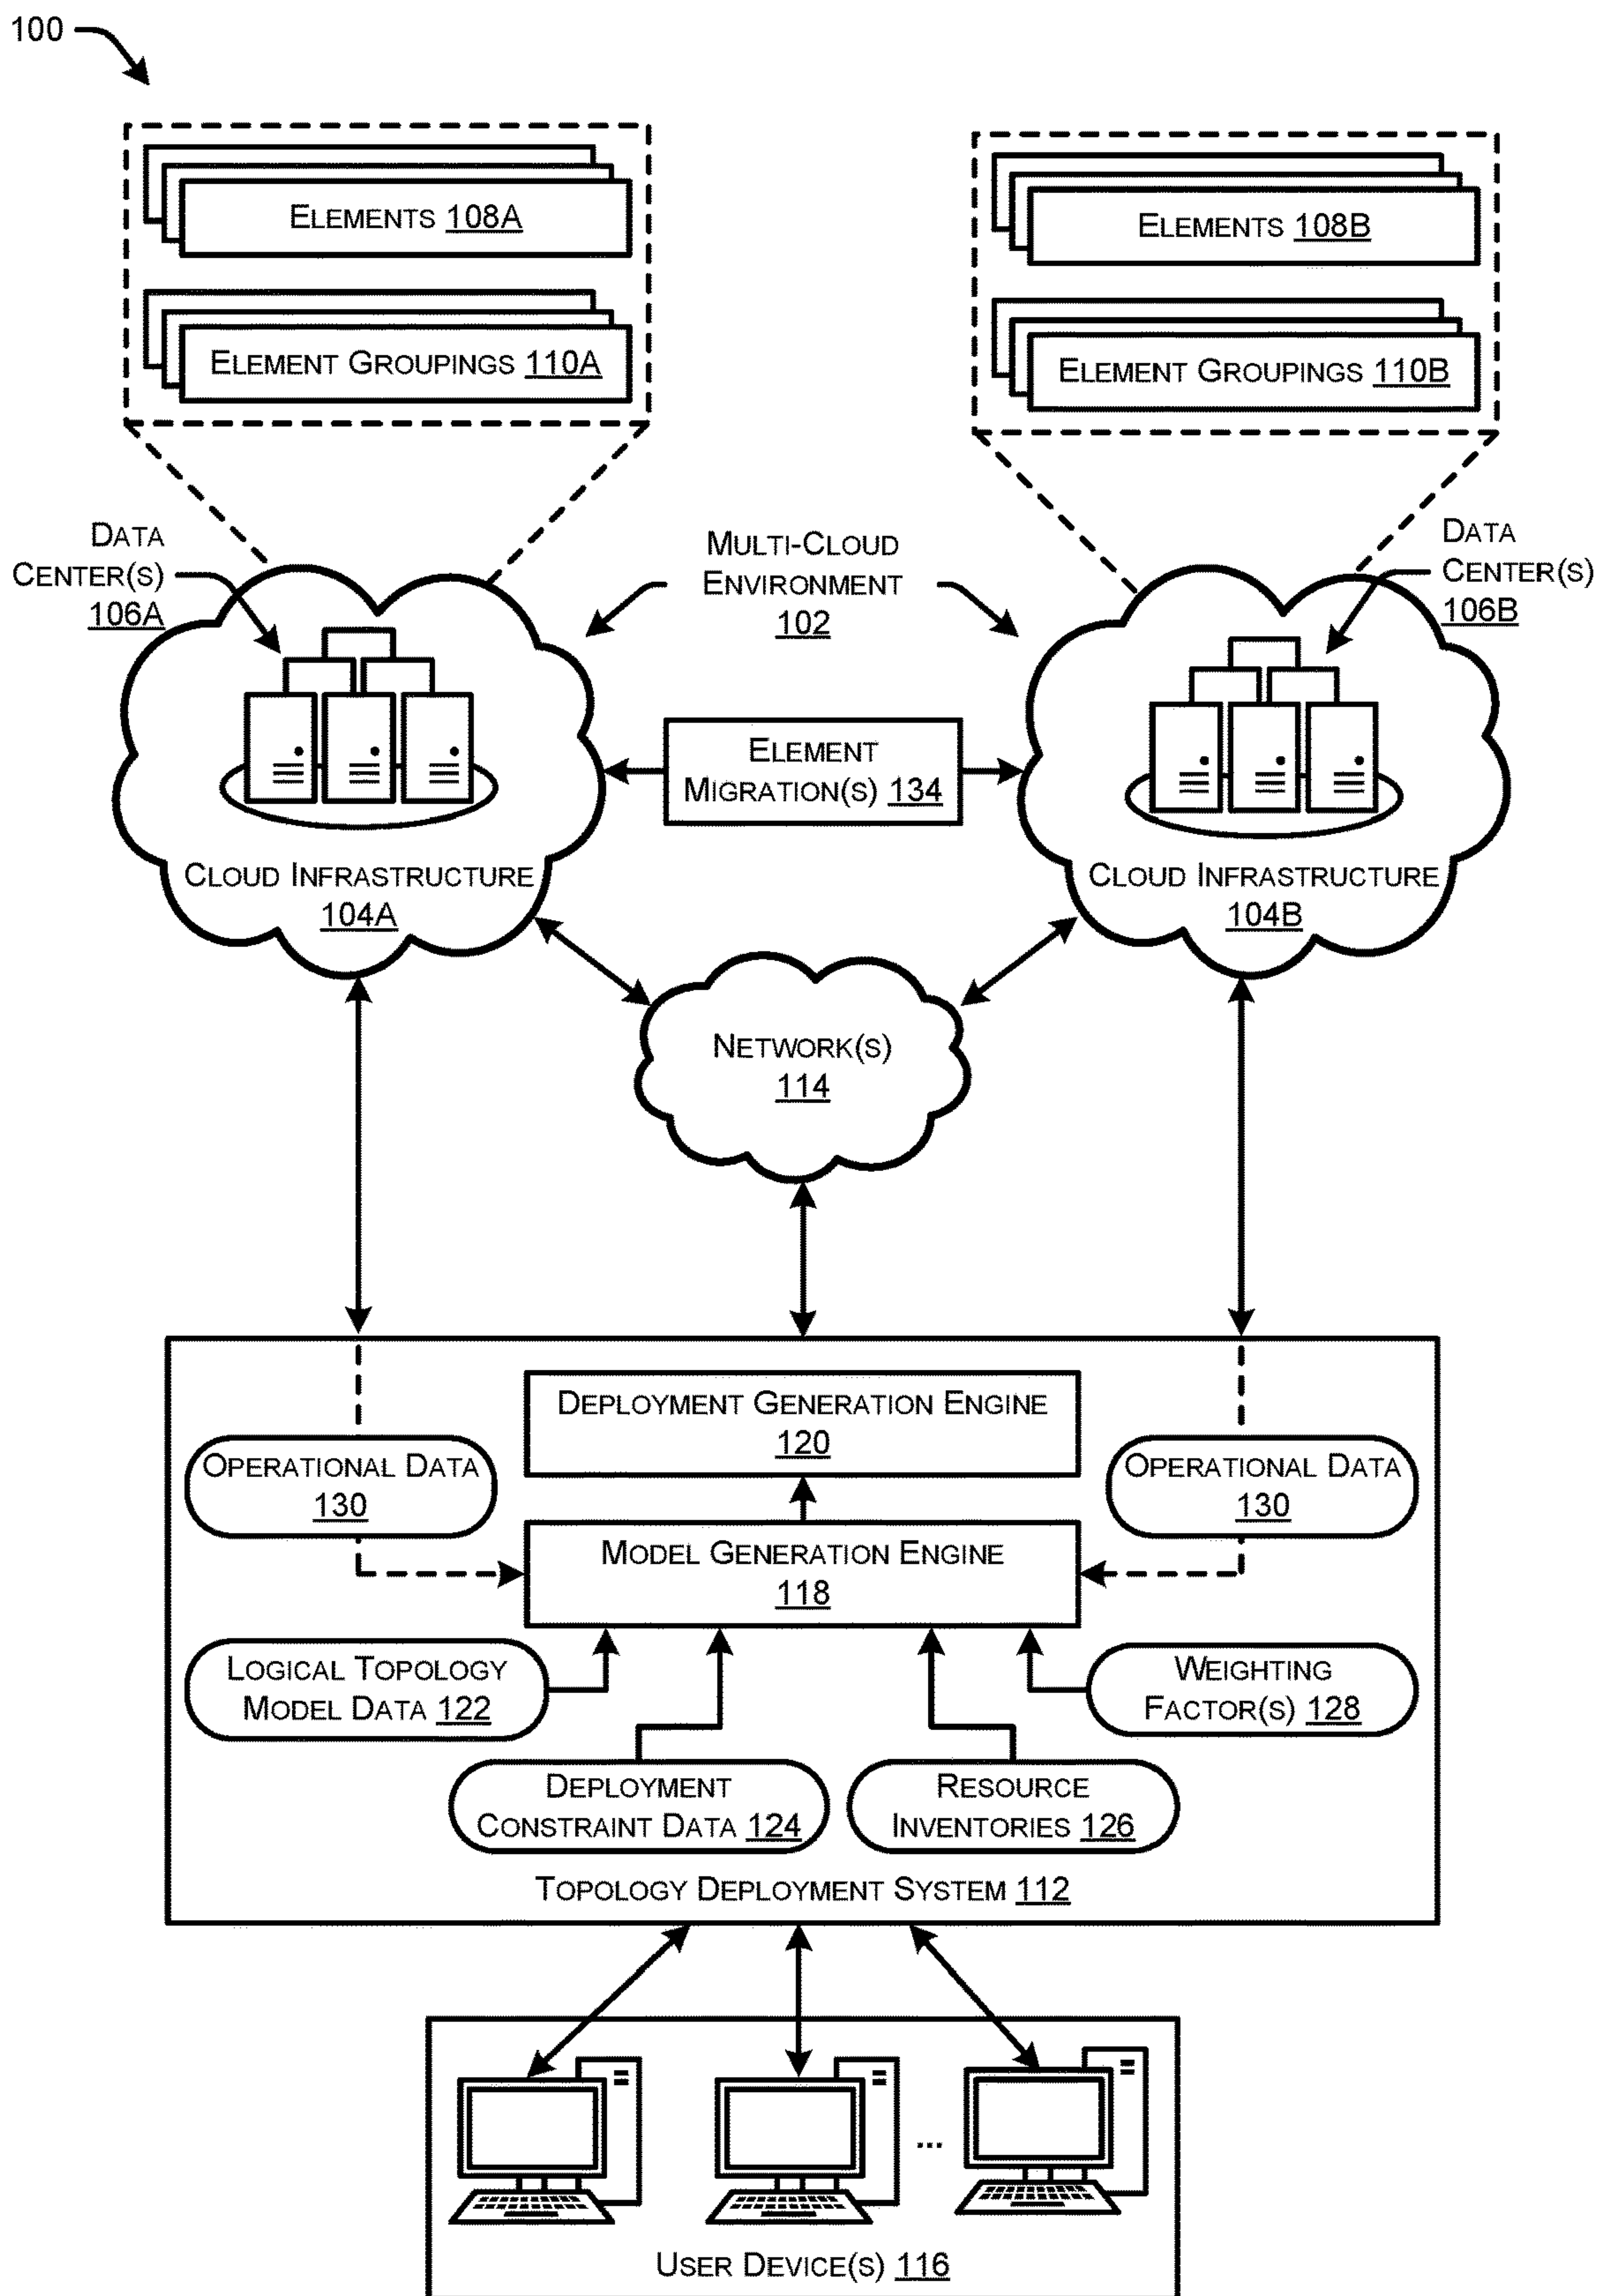 100
ELEMENTS 108A
ELEMENT GROUPINGS 110A
ELEMENTS 108B
ELEMENT GROUPINGS 110B
DATA
CENTER(S)
106A
MULTI-CLOUD
ENVIRONMENT
102
DATA
CENTER(S)
106B
ELEMENT
MIGRATION(S) 134
CLOUD INFRASTRUCTURE
104A
CLOUD INFRASTRUCTURE
104B
NETWORK(S)
114
DEPLOYMENT GENERATION ENGINE
120
OPERATIONAL DATA
130
OPERATIONAL DATA
130
MODEL GENERATION ENGINE
118
LOGICAL TOPOLOGY
MODEL DATA 122
WEIGHTING
FACTOR(S) 128
DEPLOYMENT
CONSTRAINT DATA 124
RESOURCE
INVENTORIES 126
TOPOLOGY DEPLOYMENT SYSTEM 112
...
USER DEVICE(S) 116